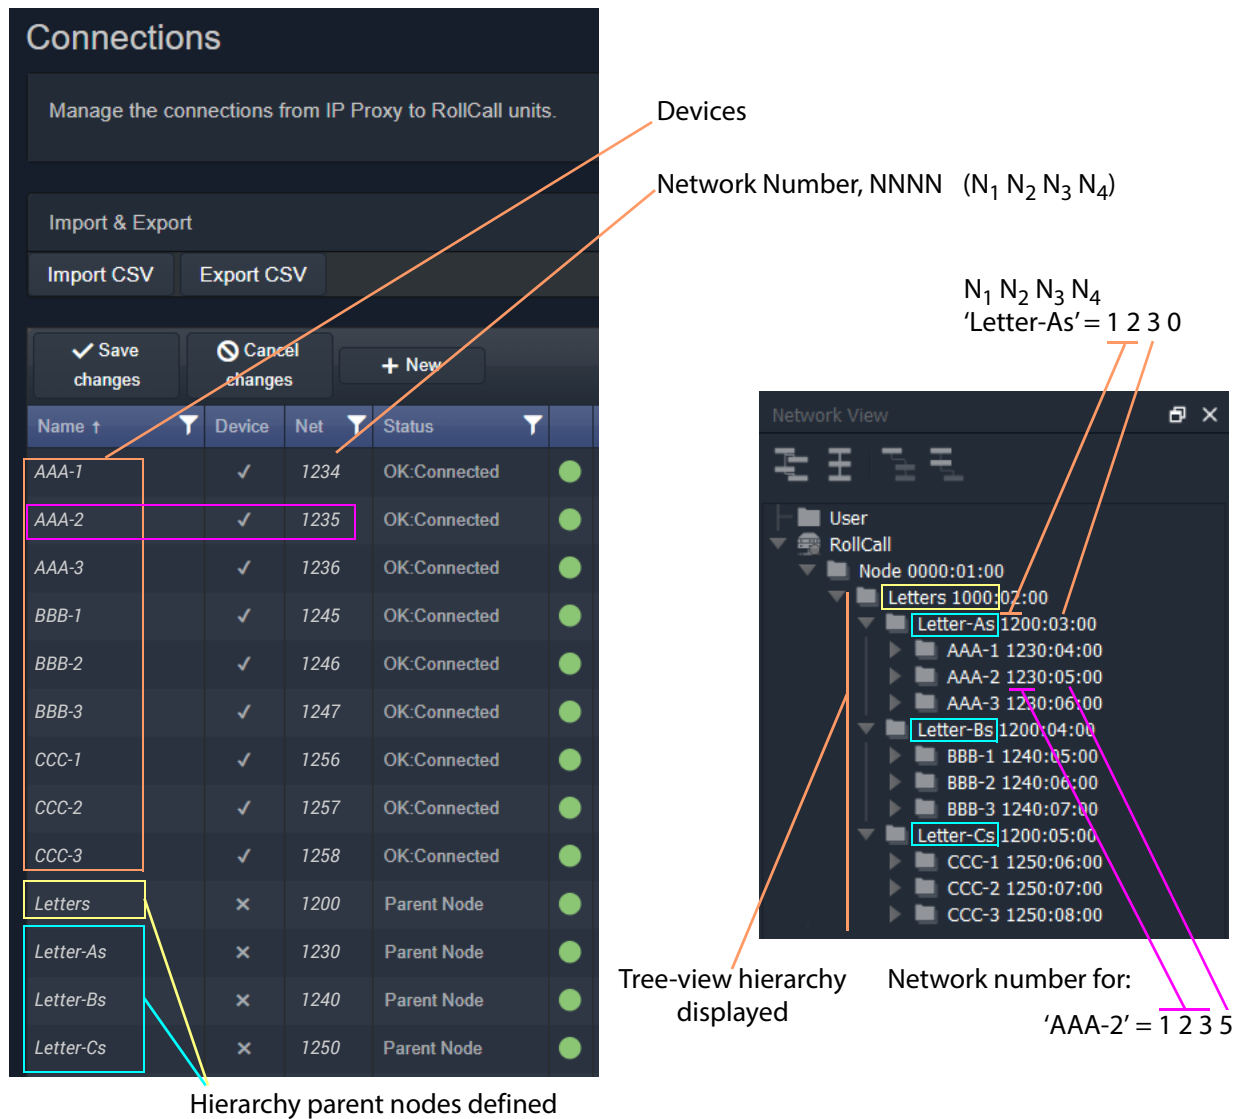 Connections
Manage the connections from IP Proxy to RollCall units.
Import & Export
Import CSV Export CSV
Save changes Cancel changes + New
Name ↑ Device Net Status
AAA-1 ✓ 1234 OK:Connected
AAA-2 ✓ 1235 OK:Connected
AAA-3 ✓ 1236 OK:Connected
BBB-1 ✓ 1245 OK:Connected
BBB-2 ✓ 1246 OK:Connected
BBB-3 ✓ 1247 OK:Connected
CCC-1 ✓ 1256 OK:Connected
CCC-2 ✓ 1257 OK:Connected
CCC-3 ✓ 1258 OK:Connected
Letters × 1200 Parent Node
Letter-As × 1230 Parent Node
Letter-Bs × 1240 Parent Node
Letter-Cs × 1250 Parent Node
Hierarchy parent nodes defined
Devices
Network Number, NNNN (N1 N2 N3 N4)
N1 N2 N3 N4
‘Letter-As’ = 1 2 3 0
Network View
User
RollCall
Node 0000:01:00
Letters 1000:02:00
Letter-As 1200:03:00
AAA-1 1230:04:00
AAA-2 1230:05:00
AAA-3 1230:06:00
Letter-Bs 1200:04:00
BBB-1 1240:05:00
BBB-2 1240:06:00
BBB-3 1240:07:00
Letter-Cs 1200:05:00
CCC-1 1250:06:00
CCC-2 1250:07:00
CCC-3 1250:08:00
Tree-view hierarchy
displayed
Network number for:
‘AAA-2’ = 1 2 3 5